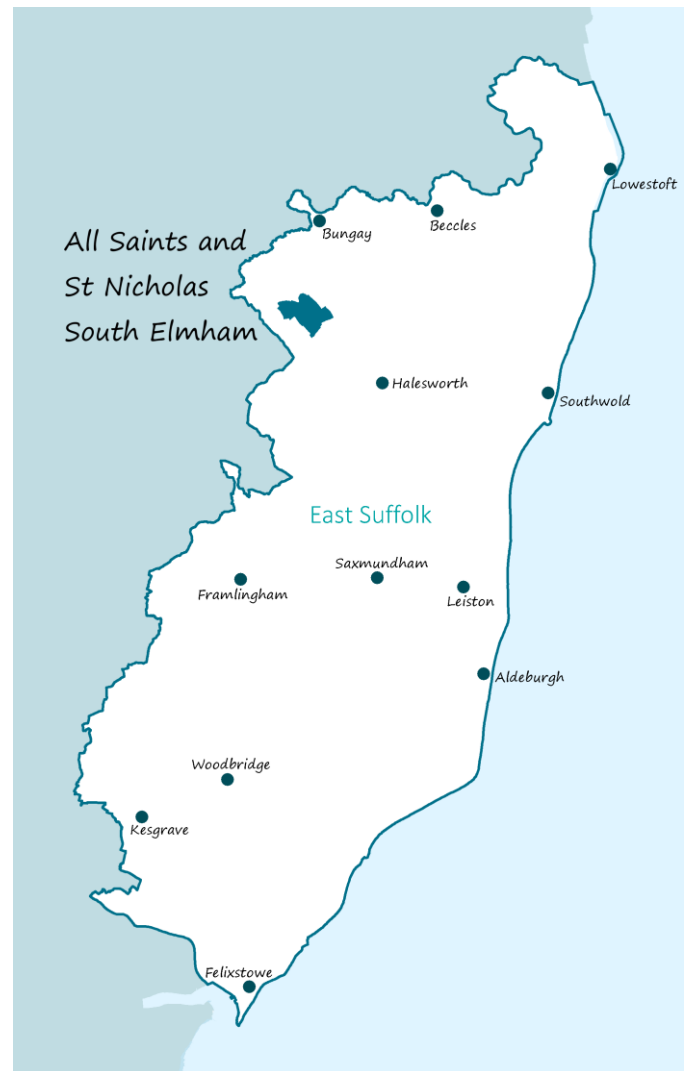 Lowestoft
Beccles
Bungay
All Saints and
St Nicholas
South Elmham
Halesworth
Southwold
East Suffolk
Saxmundham
Framlingham
Leiston
Aldeburgh
Woodbridge
Kesgrave
Felixstowe